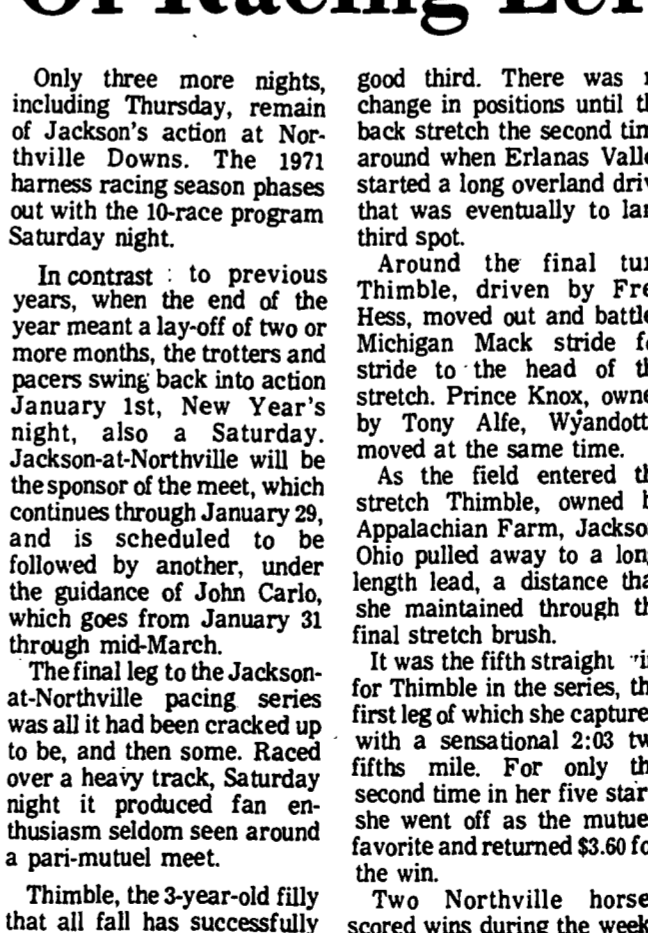 Of Racing
Only three more nights,
including Thursday, remain
of Jackson's action at Nor-
thville Downs. The 1971
harness racing season phases
out with the 10-race program
Saturday night.
In contrast : to previous
years, when the end of the
year meant a lay-off of two or
more months, the trotters and
pacers swing back into action
January 1st, New Year's
night, also a Saturday.
Jackson-at-Northville will be
the sponsor of the meet, which
continues through January 29,
and is scheduled to be
followed by another, under
the guidance of John Carlo,
which goes from January 31
through mid-March.
The final leg to the Jackson-
at-Northville pacing series
was all it had been cracked up
to be, and then some. Raced
over a heavy track, Saturday
night it produced fan en-
thusiasm seldom seen around
a pari-mutuel meet.
Thimble, the 3-year-old filly
that all fall has successfully
good third. There was
change in positions until t
back stretch the second tim
around when Erlanas Valle
started a long overland driv
that was eventually to lan
third spot.
Around the final tur
Thimble, driven by Fre
Hess, moved out and battle
Michigan Mack stride fo
stride to the head of th
stretch. Prince Knox, owne
by Tony Alfe, Wyandott
moved at the same time.
As the field entered th
stretch Thimble, owned b
Appalachian Farm, Jackso
Ohio pulled away to a long
length lead, a distance tha
she maintained through th
final stretch brush.
It was the fifth straight
for Thimble in the series, th
first leg of which she capture
with a sensational 2:03 tw
fifths mile. For only th
second time in her five star
she went off as the mutue
favorite and returned $3.60 fo
the win.
Two Northville horse
scored wins during the week